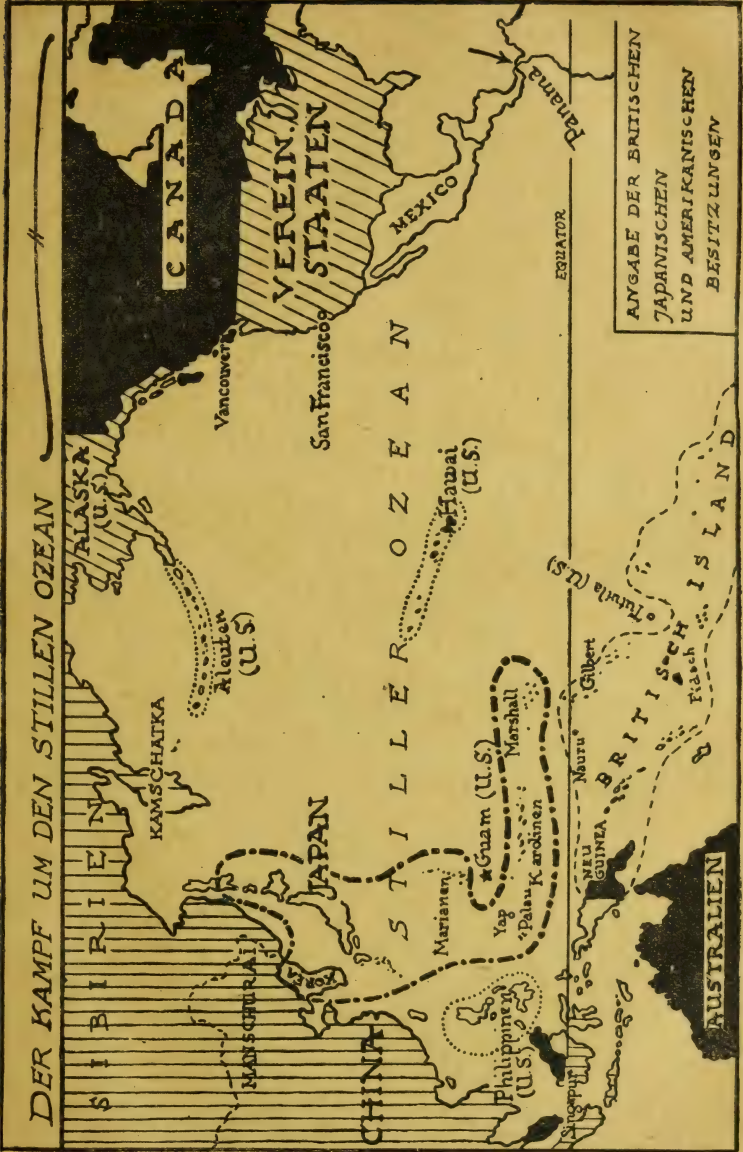 DER KAMPF UM DEN STILLEN OZEAN
SIBIRIEN
ALASKA
(U.S.)
CANADA
KAMSCHATKA
Aleuten
(U.S.)
Vancouver
VEREIN.
STAATEN
San Francisco
MANSCHURAI
KOREA
JAPAN
CHINA
STILLER OZEAN
MEXICO
Hawai
(U.S.)
Marianen
Guam (U.S.)
Yap
Palau
Karolinen
Marshall
Philippinen
(U.S.)
Panama
EQUATOR
Singapur
NEU
GUINEA
Nauru
Gilbert
Tutuila (U.S)
BRITISCH ISLAND
Fidsch
AUSTRALIEN
ANGABE DER BRITISCHEN
JAPANISCHEN
UND AMERIKANISCHEN
BESITZUNGEN